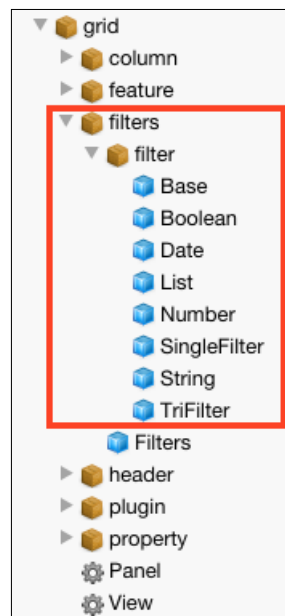 grid
column
feature
filters
filter
Base
Boolean
Date
List
Number
SingleFilter
String
TriFilter
Filters
header
plugin
property
Panel
View